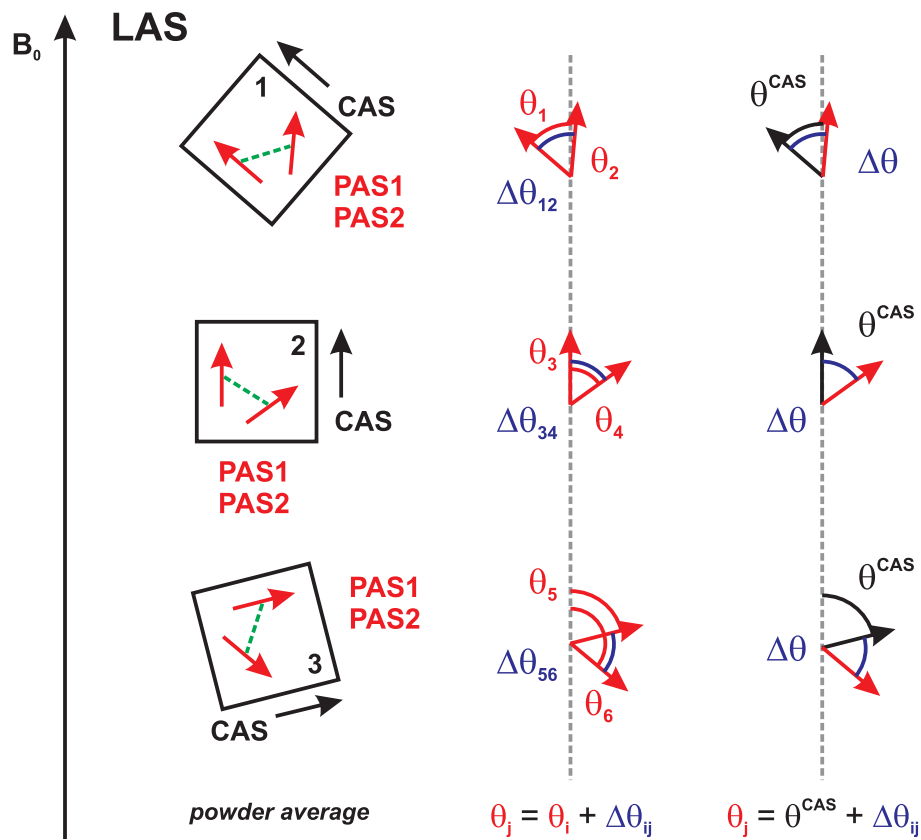 LAS
B₀
1
CAS
PAS1
PAS2
θ₁
θ₂
Δθ₁₂
θᶜᴬˢ
Δθ
2
CAS
PAS1
PAS2
θ₃
θ₄
Δθ₃₄
θᶜᴬˢ
Δθ
PAS1
PAS2
3
CAS
θ₅
θ₆
Δθ₅₆
θᶜᴬˢ
Δθ
powder average
θⱼ = θᵢ + Δθᵢⱼ
θⱼ = θᶜᴬˢ + Δθᵢⱼ